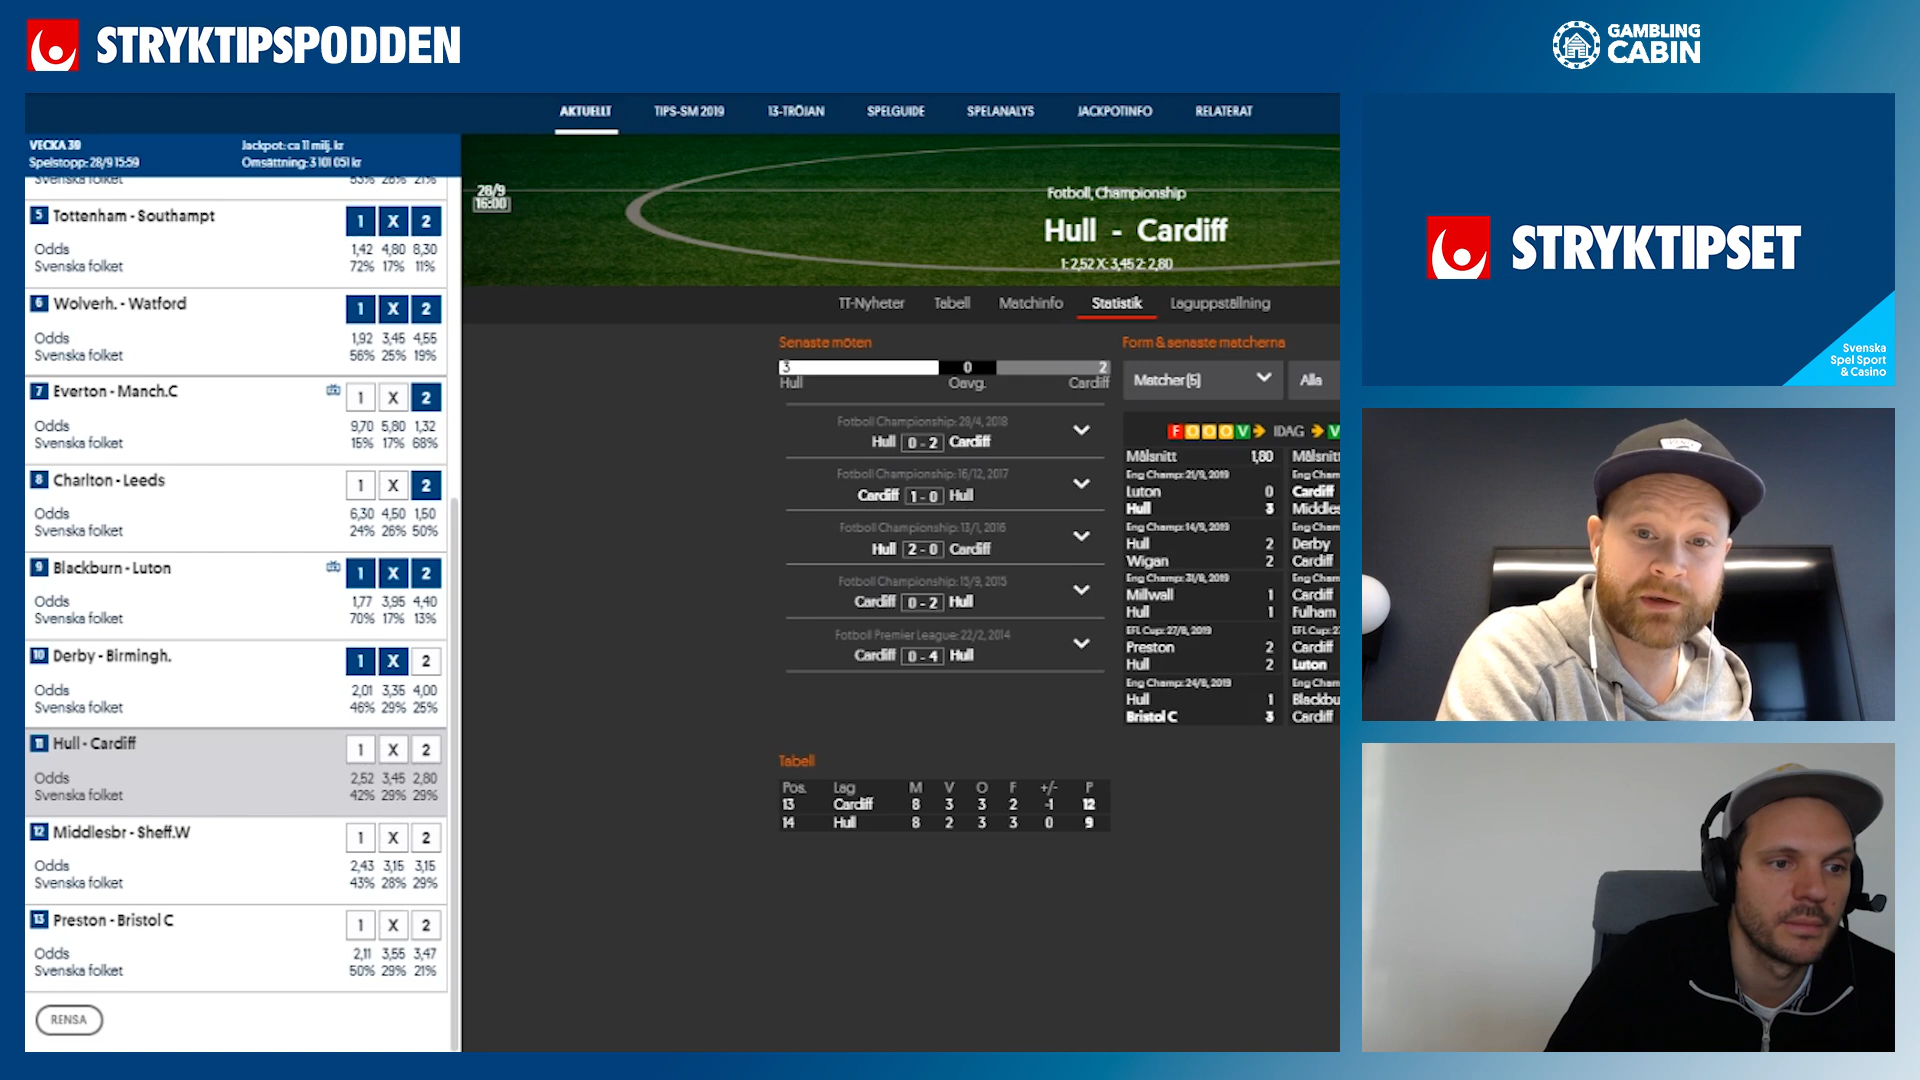 STRYKTIPSPODDEN
GAMBLING
CABIN
AKTUELLT TIPS-SM 2019 13-TRÖJAN SPELGUIDE SPELANALYS JACKPOTINFO RELATERAT
VECKA 39 Jackpot: ca 11 milj. kr
Spelstopp: 28/9 15:59 Omsättning: 3 101 051 kr
Svenska folket 53% 26% 21%
5 Tottenham - Southampt 1 X 2
Odds 1,42 4,80 8,30
Svenska folket 72% 17% 11%
6 Wolverh. - Watford 1 X 2
Odds 1,92 3,45 4,55
Svenska folket 56% 25% 19%
7 Everton - Manch.C 1 X 2
Odds 9,70 5,80 1,32
Svenska folket 15% 17% 68%
8 Charlton - Leeds 1 X 2
Odds 6,30 4,50 1,50
Svenska folket 24% 26% 50%
9 Blackburn - Luton 1 X 2
Odds 1,77 3,95 4,40
Svenska folket 70% 17% 13%
10 Derby - Birmingh. 1 X 2
Odds 2,01 3,35 4,00
Svenska folket 46% 29% 25%
11 Hull - Cardiff 1 X 2
Odds 2,52 3,45 2,80
Svenska folket 42% 29% 29%
12 Middlesbr - Sheff.W 1 X 2
Odds 2,43 3,15 3,15
Svenska folket 43% 28% 29%
13 Preston - Bristol C 1 X 2
Odds 2,11 3,55 3,47
Svenska folket 50% 29% 21%
RENSA
28/9
16:00
Fotboll, Championship
Hull - Cardiff
1: 2,52 X: 3,45 2: 2,80
TT-Nyheter Tabell Matchinfo Statistik Laguppställning
Senaste möten
3 0 2
Hull Oavg. Cardiff
Fotboll Championship: 28/4, 2018
Hull 0 - 2 Cardiff
Fotboll Championship: 16/12, 2017
Cardiff 1 - 0 Hull
Fotboll Championship: 13/1, 2016
Hull 2 - 0 Cardiff
Fotboll Championship: 15/9, 2015
Cardiff 0 - 2 Hull
Fotboll Premier League: 22/2, 2014
Cardiff 0 - 4 Hull
Tabell
Pos. Lag M V O F +/- P
13 Cardiff 8 3 3 2 -1 12
14 Hull 8 2 3 3 0 9
Form & senaste matcherna
Matcher (5) Alla
F O O O V IDAG V
Målsnitt 1,80 Målsnitt
Eng Champ: 21/9, 2019 Eng Cham
Luton 0 Cardiff
Hull 3 Middles
Eng Champ: 14/9, 2019 Eng Cham
Hull 2 Derby
Wigan 2 Cardiff
Eng Champ: 31/8, 2019 Eng Cham
Millwall 1 Cardiff
Hull 1 Fulham
EFL Cup: 27/8, 2019 EFL Cup: 2
Preston 2 Cardiff
Hull 2 Luton
Eng Champ: 24/8, 2019 Eng Cham
Hull 1 Blackbu
Bristol C 3 Cardiff
STRYKTIPSET
Svenska
Spel Sport
& Casino